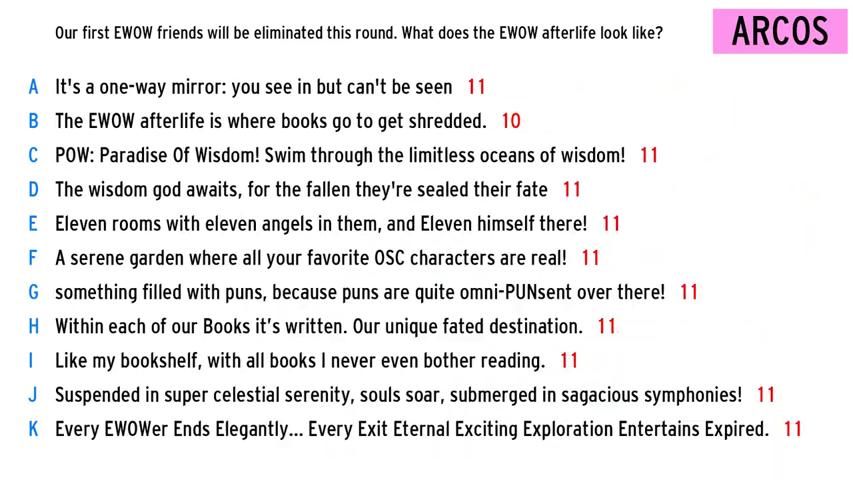 Our first EWOW friends will be eliminated this round. What does the EWOW afterlife look like?
ARCOS
A It's a one-way mirror: you see in but can't be seen 11
B The EWOW afterlife is where books go to get shredded. 10
C POW: Paradise Of Wisdom! Swim through the limitless oceans of wisdom! 11
D The wisdom god awaits, for the fallen they're sealed their fate 11
E Eleven rooms with eleven angels in them, and Eleven himself there! 11
F A serene garden where all your favorite OSC characters are real! 11
G something filled with puns, because puns are quite omni-PUNsent over there! 11
H Within each of our Books it’s written. Our unique fated destination. 11
I Like my bookshelf, with all books I never even bother reading. 11
J Suspended in super celestial serenity, souls soar, submerged in sagacious symphonies! 11
K Every EWOWer Ends Elegantly... Every Exit Eternal Exciting Exploration Entertains Expired. 11